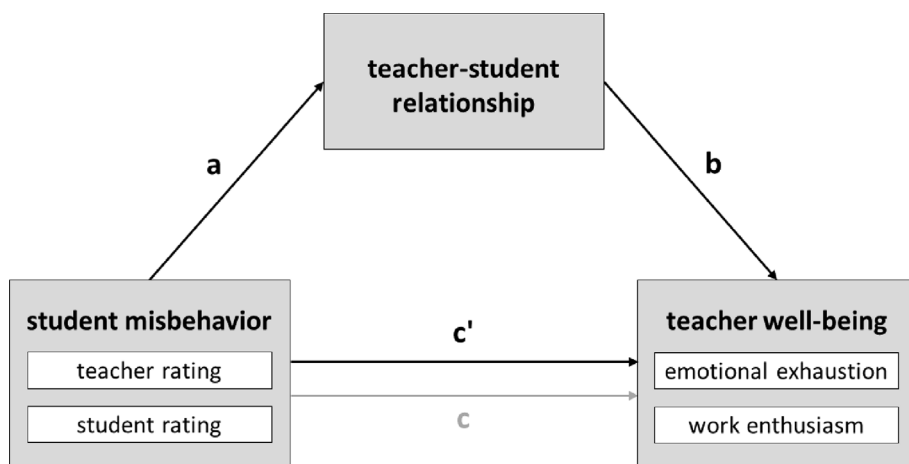 teacher-student
relationship
a
b
student misbehavior
teacher rating
student rating
c'
c
teacher well-being
emotional exhaustion
work enthusiasm